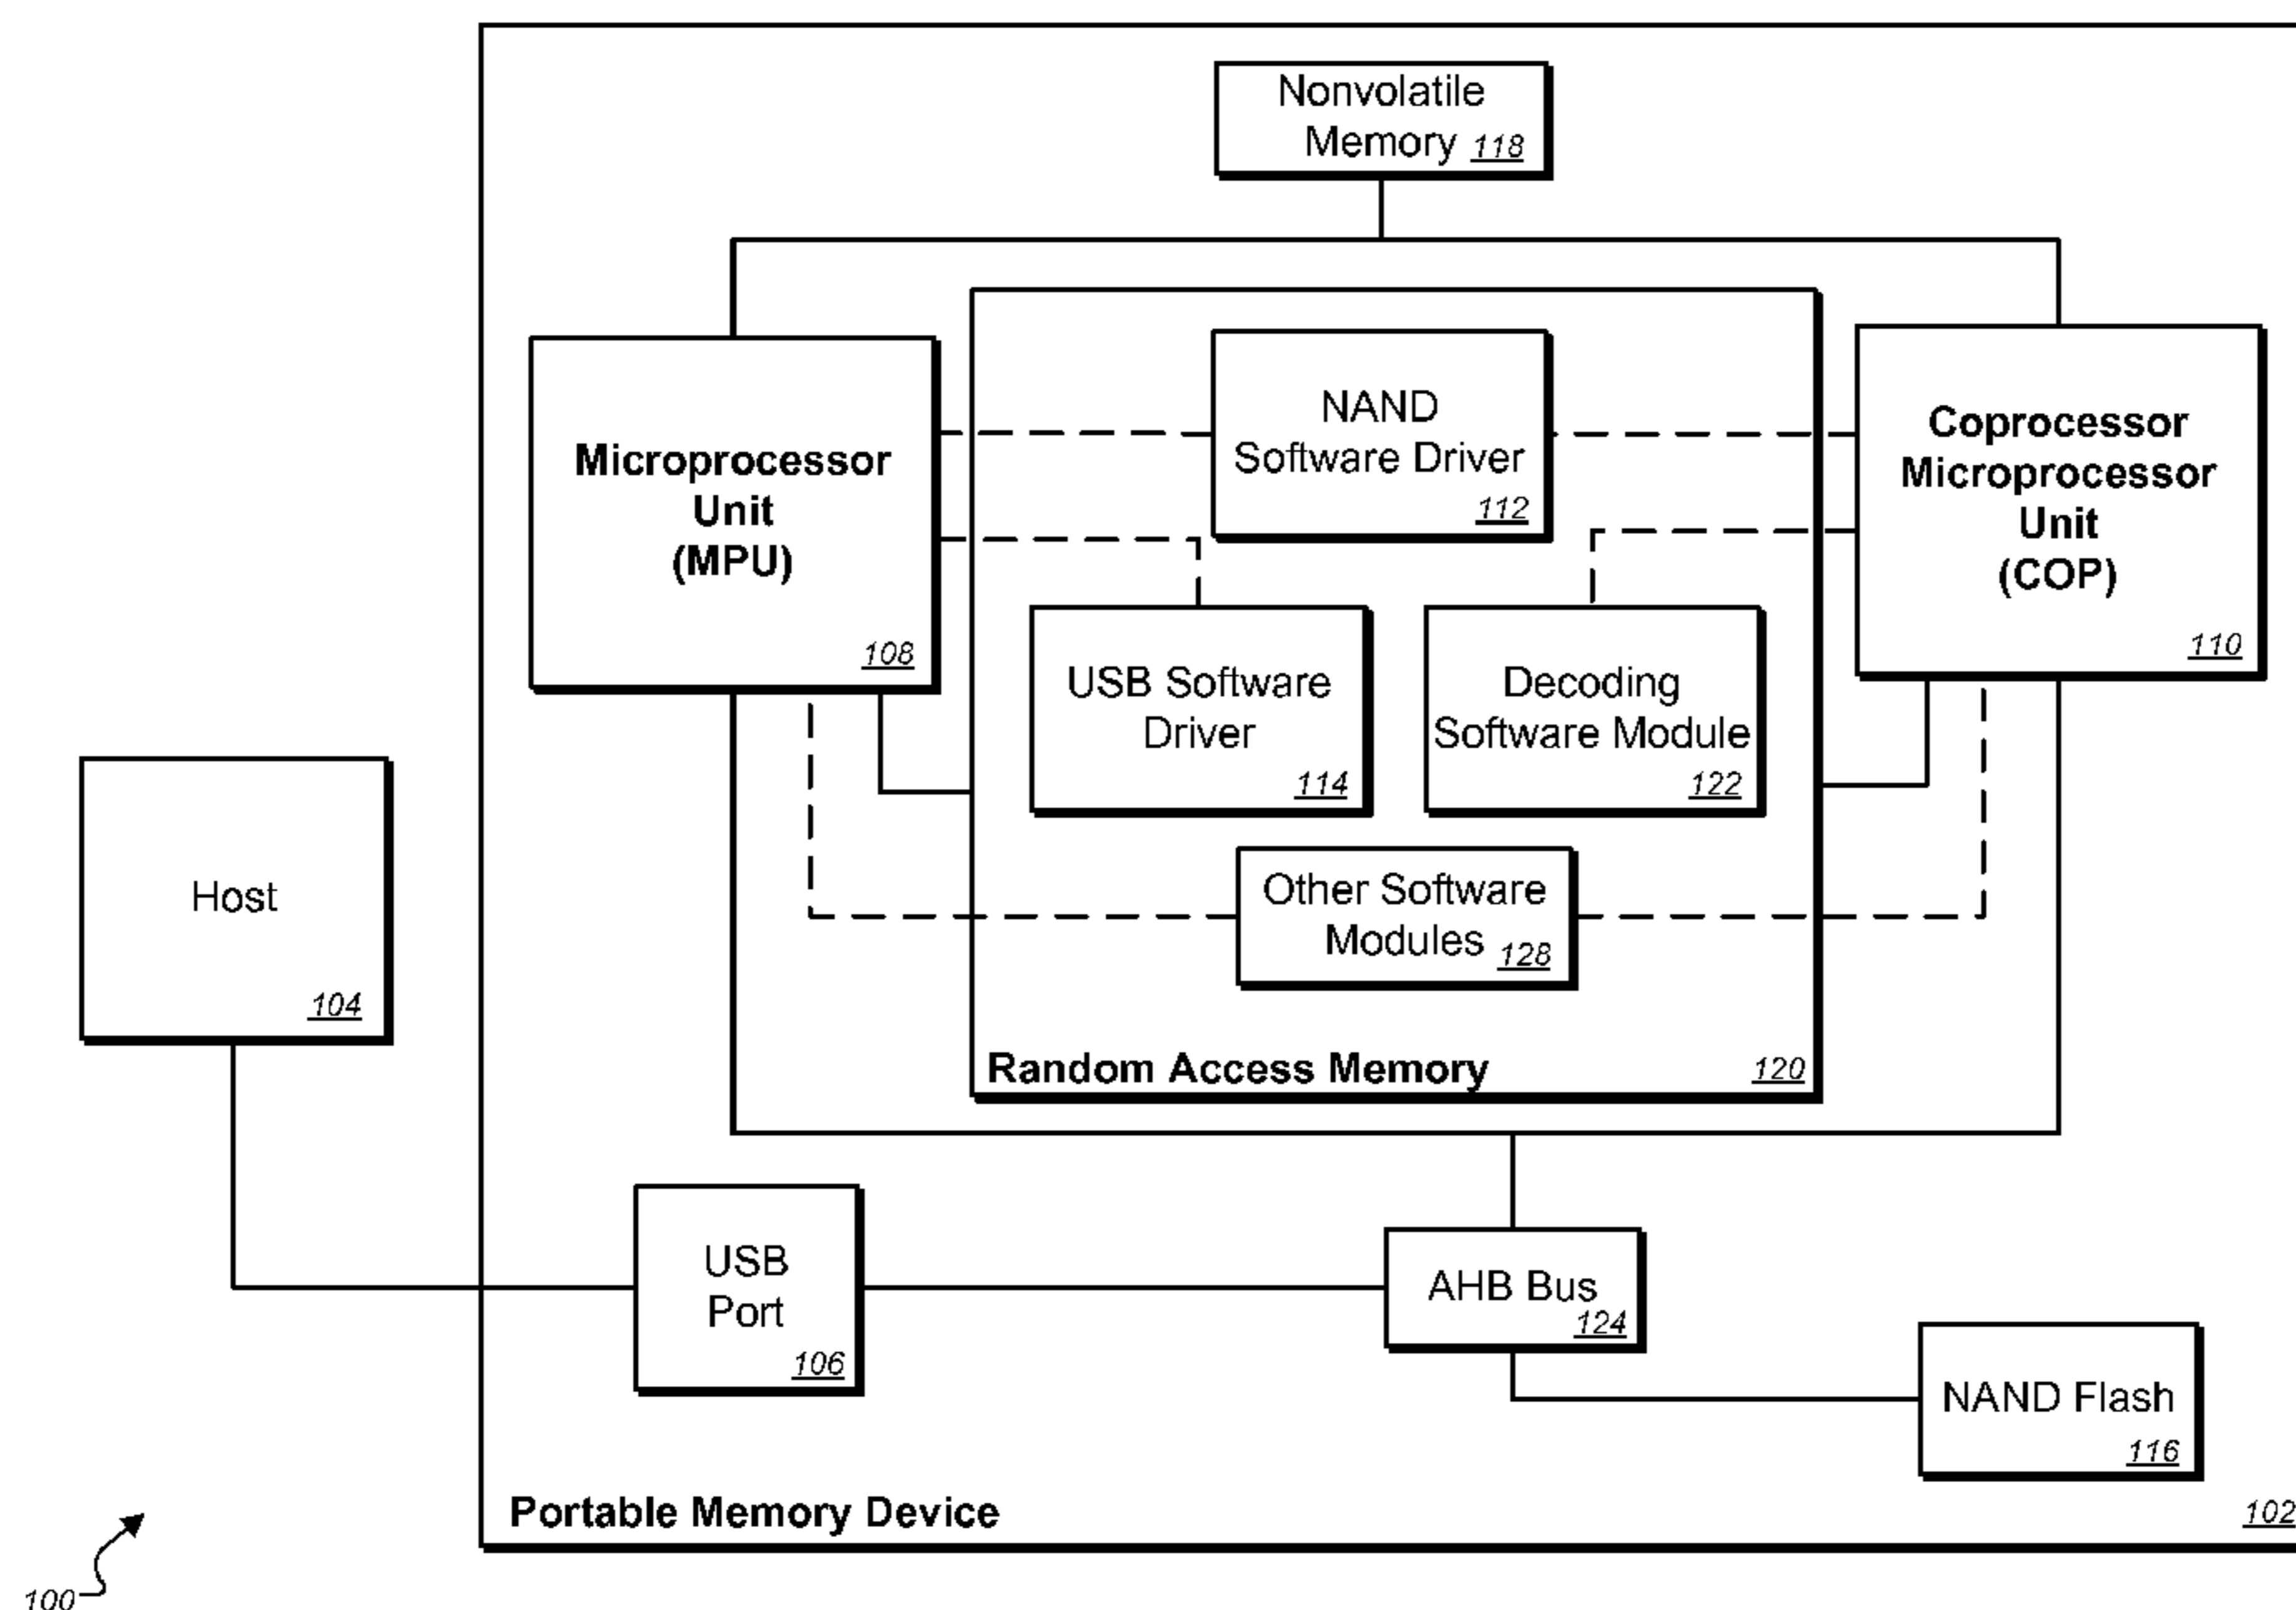 Nonvolatile
Memory 118
Microprocessor
Unit
(MPU)
108
NAND
Software Driver
112
Coprocessor
Microprocessor
Unit
(COP)
110
USB Software
Driver
114
Decoding
Software Module
122
Other Software
Modules 128
Random Access Memory 120
Host
104
USB
Port
106
AHB Bus
124
NAND Flash
116
Portable Memory Device 102
100